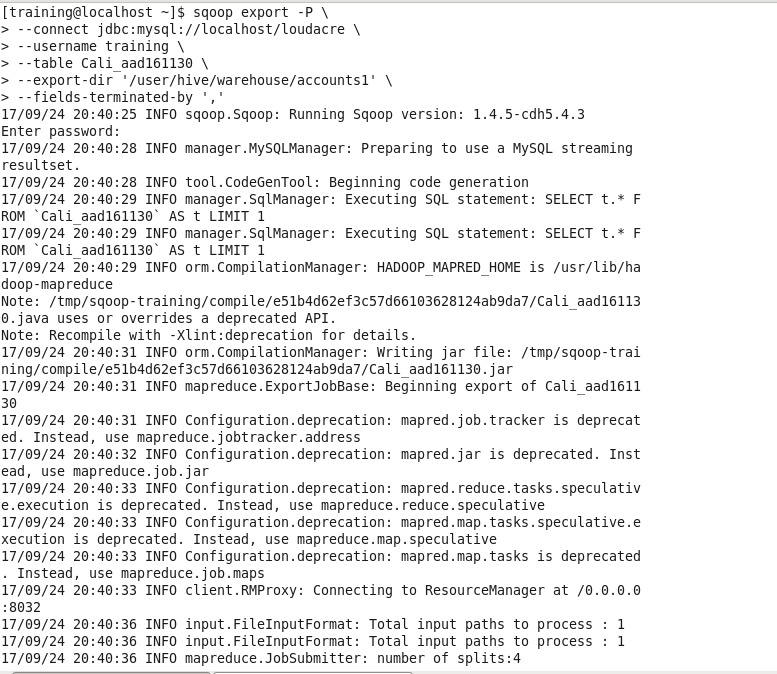 [training@localhost ~]$ sqoop export -P \
> --connect jdbc:mysql://localhost/loudacre \
> --username training \
> --table Cali_aad161130 \
> --export-dir '/user/hive/warehouse/accounts1' \
> --fields-terminated-by ','
17/09/24 20:40:25 INFO sqoop.Sqoop: Running Sqoop version: 1.4.5-cdh5.4.3
Enter password:
17/09/24 20:40:28 INFO manager.MySQLManager: Preparing to use a MySQL streaming
resultset.
17/09/24 20:40:28 INFO tool.CodeGenTool: Beginning code generation
17/09/24 20:40:29 INFO manager.SqlManager: Executing SQL statement: SELECT t.* F
ROM `Cali_aad161130` AS t LIMIT 1
17/09/24 20:40:29 INFO manager.SqlManager: Executing SQL statement: SELECT t.* F
ROM `Cali_aad161130` AS t LIMIT 1
17/09/24 20:40:29 INFO orm.CompilationManager: HADOOP_MAPRED_HOME is /usr/lib/ha
doop-mapreduce
Note: /tmp/sqoop-training/compile/e51b4d62ef3c57d66103628124ab9da7/Cali_aad16113
0.java uses or overrides a deprecated API.
Note: Recompile with -Xlint:deprecation for details.
17/09/24 20:40:31 INFO orm.CompilationManager: Writing jar file: /tmp/sqoop-trai
ning/compile/e51b4d62ef3c57d66103628124ab9da7/Cali_aad161130.jar
17/09/24 20:40:31 INFO mapreduce.ExportJobBase: Beginning export of Cali_aad1611
30
17/09/24 20:40:31 INFO Configuration.deprecation: mapred.job.tracker is deprecat
ed. Instead, use mapreduce.jobtracker.address
17/09/24 20:40:32 INFO Configuration.deprecation: mapred.jar is deprecated. Inst
ead, use mapreduce.job.jar
17/09/24 20:40:33 INFO Configuration.deprecation: mapred.reduce.tasks.speculativ
e.execution is deprecated. Instead, use mapreduce.reduce.speculative
17/09/24 20:40:33 INFO Configuration.deprecation: mapred.map.tasks.speculative.e
xecution is deprecated. Instead, use mapreduce.map.speculative
17/09/24 20:40:33 INFO Configuration.deprecation: mapred.map.tasks is deprecated
. Instead, use mapreduce.job.maps
17/09/24 20:40:33 INFO client.RMProxy: Connecting to ResourceManager at /0.0.0.0
:8032
17/09/24 20:40:36 INFO input.FileInputFormat: Total input paths to process : 1
17/09/24 20:40:36 INFO input.FileInputFormat: Total input paths to process : 1
17/09/24 20:40:36 INFO mapreduce.JobSubmitter: number of splits:4